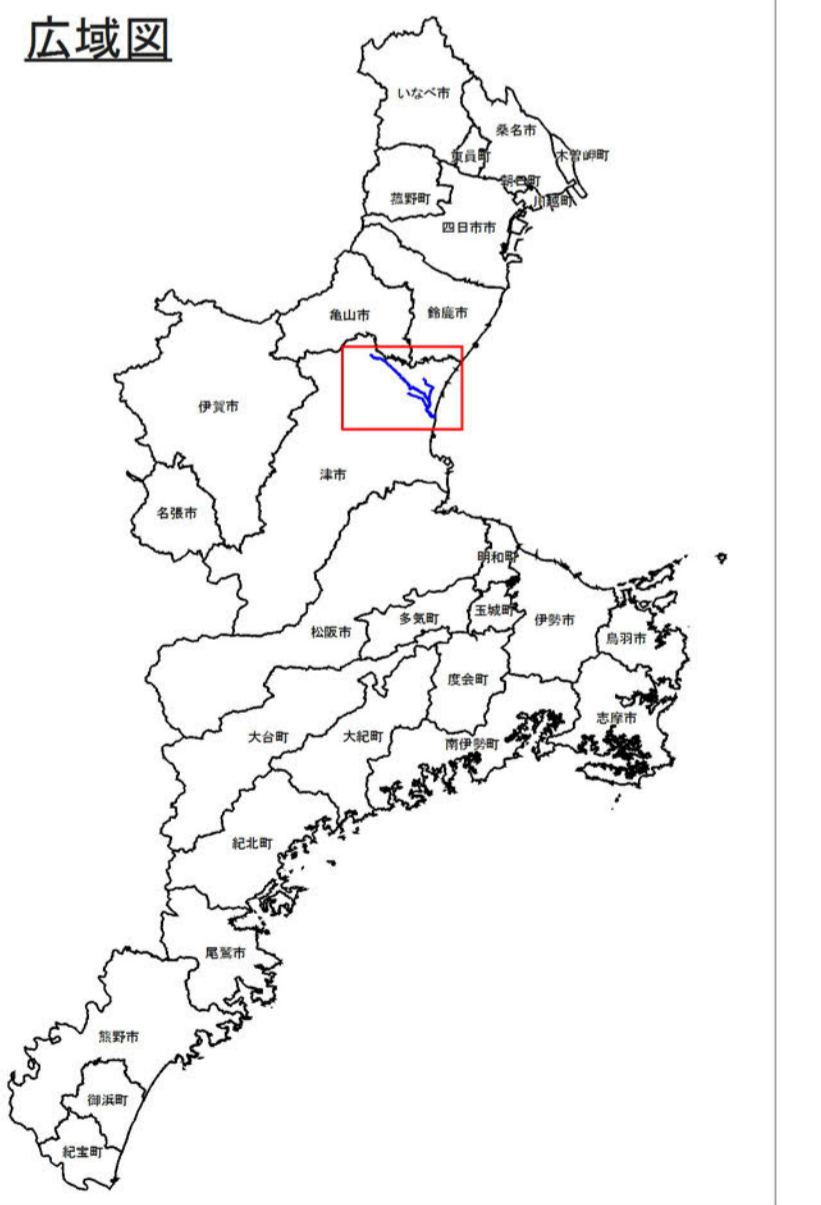 広域図
いなべ市
桑名市
東員町
木曽岬町
朝日町
菰野町
川越町
四日市市
亀山市
鈴鹿市
伊賀市
津市
名張市
明和町
玉城町
多気町
伊勢市
松阪市
鳥羽市
度会町
志摩市
大台町
大紀町
南伊勢町
紀北町
尾鷲市
熊野市
御浜町
紀宝町